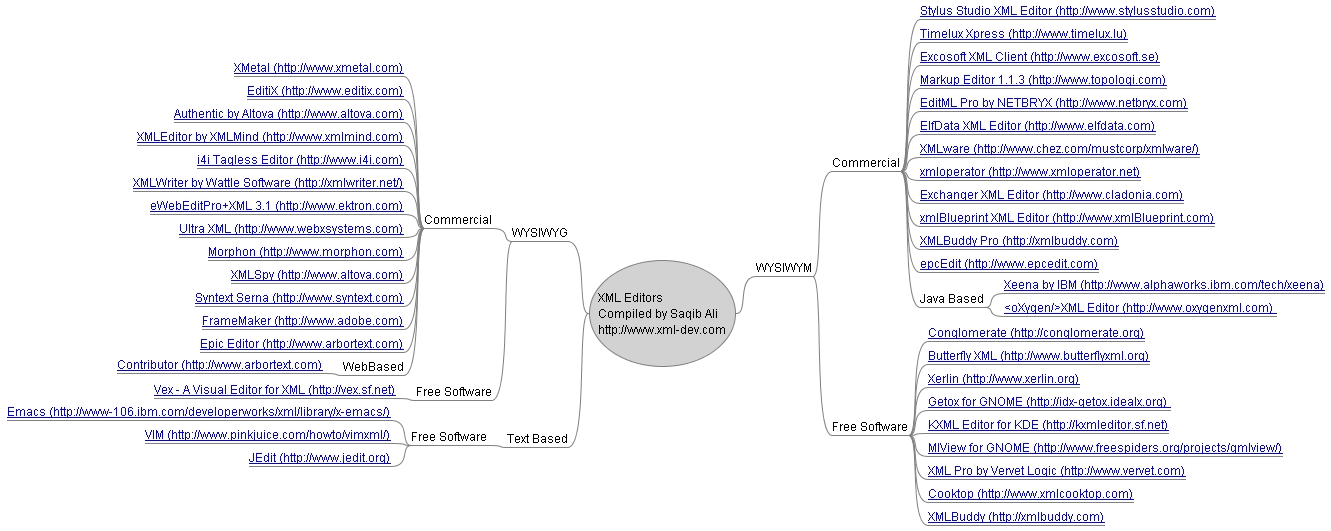 XML Editors
Compiled by Saqib Ali
http://www.xml-dev.com
WYSIWYG
Commercial
XMetal (http://www.xmetal.com)
EditiX (http://www.editix.com)
Authentic by Altova (http://www.altova.com)
XMLEditor by XMLMind (http://www.xmlmind.com)
i4i Tagless Editor (http://www.i4i.com)
XMLWriter by Wattle Software (http://xmlwriter.net/)
eWebEditPro+XML 3.1 (http://www.ektron.com)
Ultra XML (http://www.webxsystems.com)
Morphon (http://www.morphon.com)
XMLSpy (http://www.altova.com)
Syntext Serna (http://www.syntext.com)
FrameMaker (http://www.adobe.com)
Epic Editor (http://www.arbortext.com)
WebBased
Contributor (http://www.arbortext.com)
Free Software
Vex - A Visual Editor for XML (http://vex.sf.net)
Text Based
Free Software
Emacs (http://www-106.ibm.com/developerworks/xml/library/x-emacs/)
VIM (http://www.pinkjuice.com/howto/vimxml/)
JEdit (http://www.jedit.org)
WYSIWYM
Commercial
Stylus Studio XML Editor (http://www.stylusstudio.com)
Timelux Xpress (http://www.timelux.lu)
Excosoft XML Client (http://www.excosoft.se)
Markup Editor 1.1.3 (http://www.topologi.com)
EditML Pro by NETBRYX (http://www.netbryx.com)
ElfData XML Editor (http://www.elfdata.com)
XMLware (http://www.chez.com/mustcorp/xmlware/)
xmloperator (http://www.xmloperator.net)
Exchanger XML Editor (http://www.cladonia.com)
xmlBlueprint XML Editor (http://www.xmlBlueprint.com)
XMLBuddy Pro (http://xmlbuddy.com)
epcEdit (http://www.epcedit.com)
Java Based
Xeena by IBM (http://www.alphaworks.ibm.com/tech/xeena)
<oXygen/>XML Editor (http://www.oxygenxml.com)
Free Software
Conglomerate (http://conglomerate.org)
Butterfly XML (http://www.butterflyxml.org)
Xerlin (http://www.xerlin.org)
Getox for GNOME (http://idx-getox.idealx.org)
KXML Editor for KDE (http://kxmleditor.sf.net)
MlView for GNOME (http://www.freespiders.org/projects/gmlview/)
XML Pro by Vervet Logic (http://www.vervet.com)
Cooktop (http://www.xmlcooktop.com)
XMLBuddy (http://xmlbuddy.com)